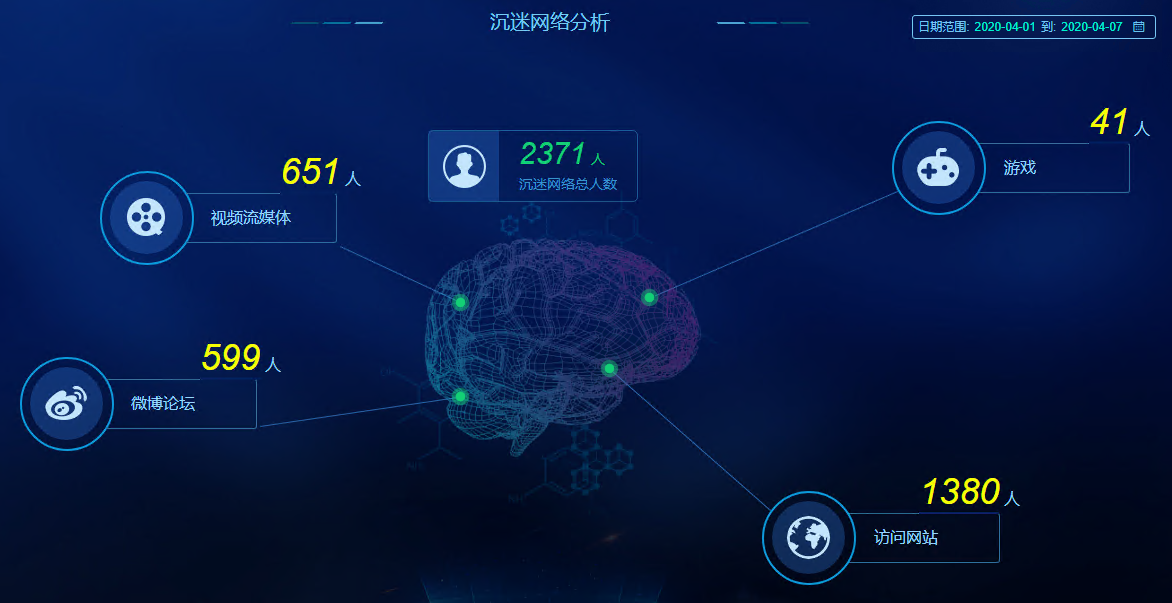 沉迷网络分析
日期范围: 2020-04-01 到: 2020-04-07
41 人
游戏
2371 人
沉迷网络总人数
651 人
视频流媒体
599 人
微博论坛
1380 人
访问网站